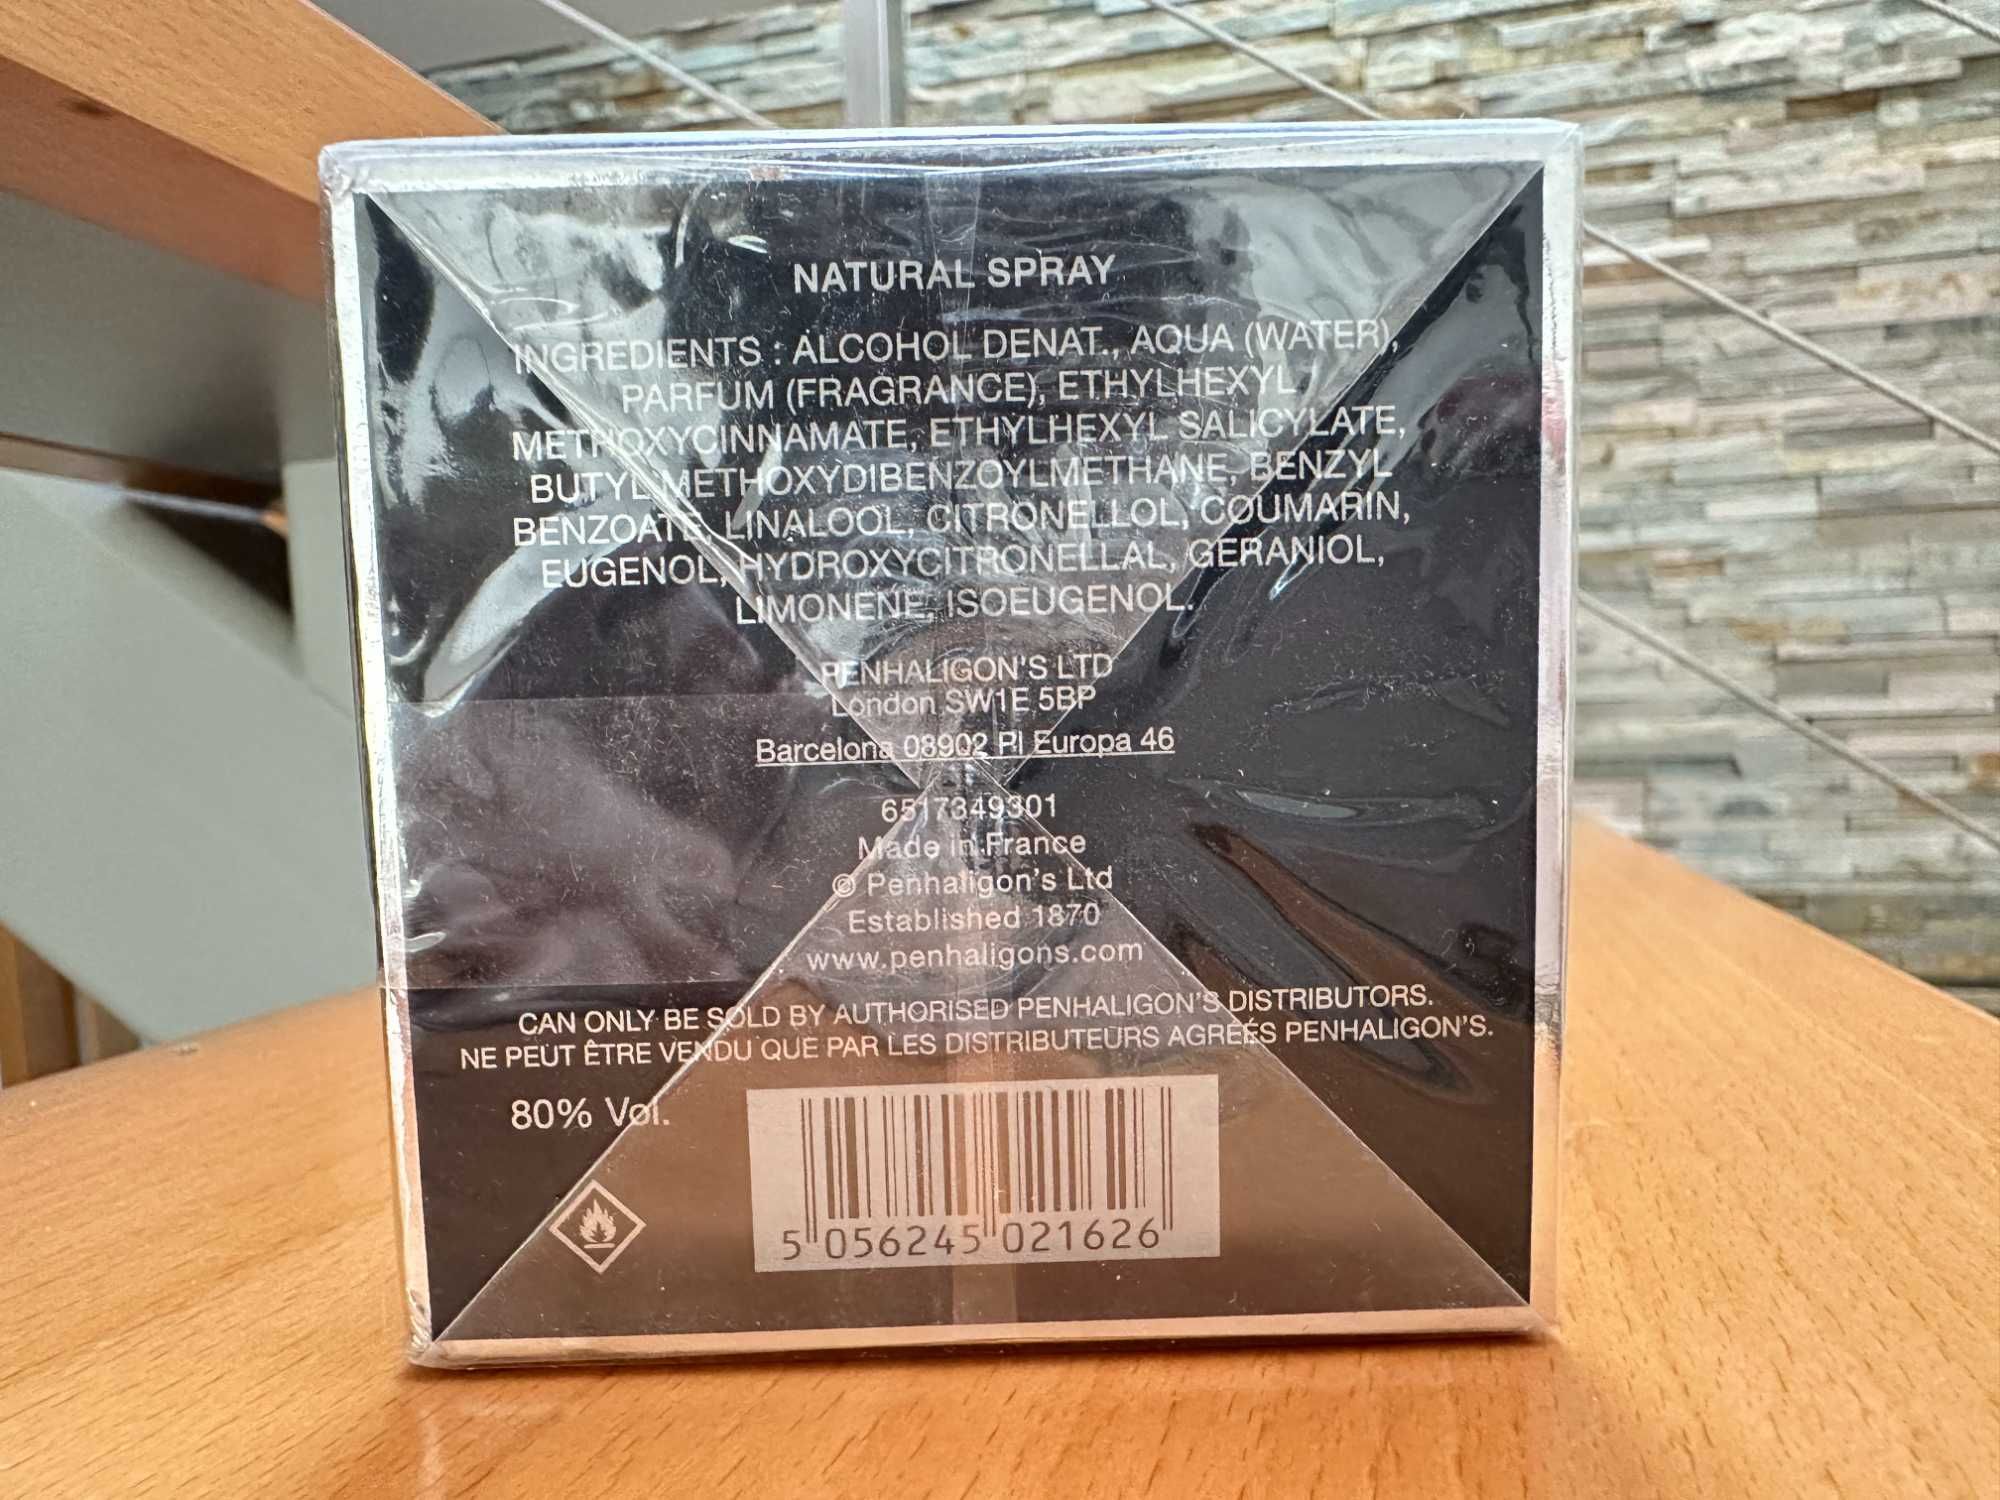 NATURAL SPRAY
INGREDIENTS : ALCOHOL DENAT., AQUA (WATER),
PARFUM (FRAGRANCE), ETHYLHEXYL
METHOXYCINNAMATE, ETHYLHEXYL SALICYLATE,
BUTYL METHOXYDIBENZOYLMETHANE, BENZYL
BENZOATE, LINALOOL, CITRONELLOL, COUMARIN,
EUGENOL, HYDROXYCITRONELLAL, GERANIOL,
LIMONENE, ISOEUGENOL.
PENHALIGON'S LTD
London SW1E 5BP
Barcelona 08902 Pl Europa 46
6517349301
Made in France
© Penhaligon's Ltd
Established 1870
www.penhaligons.com
CAN ONLY BE SOLD BY AUTHORISED PENHALIGON'S DISTRIBUTORS.
NE PEUT ÊTRE VENDU QUE PAR LES DISTRIBUTEURS AGRÉÉS PENHALIGON'S.
80% Vol.
5 056245 021626